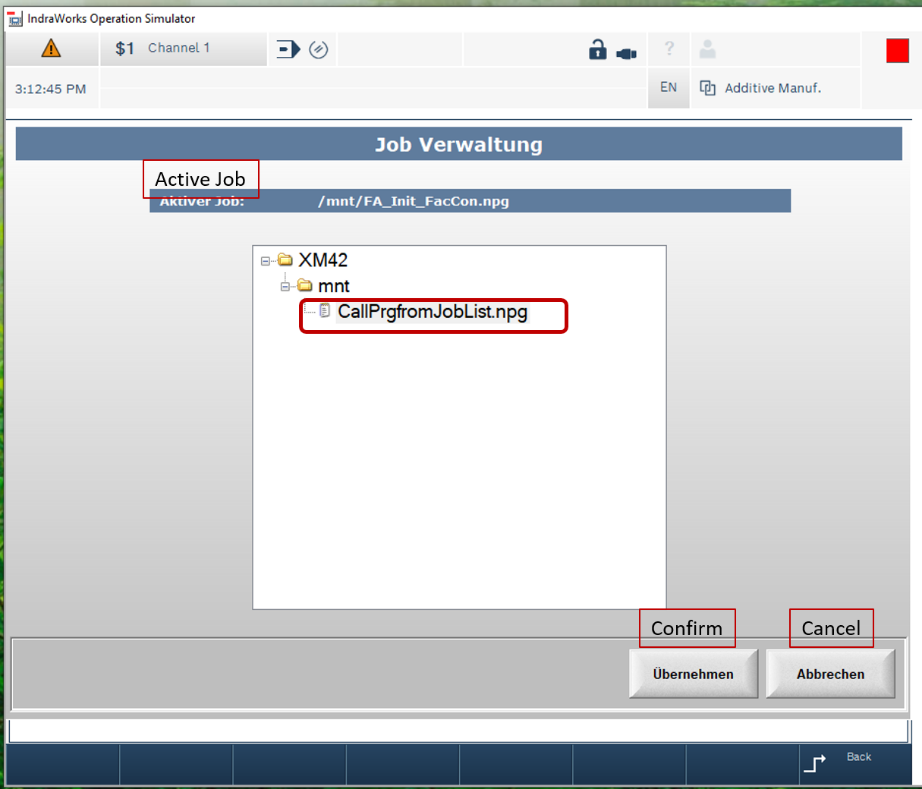 IndraWorks Operation Simulator
$1 Channel 1
?
3:12:45 PM
EN
Additive Manuf.
Job Verwaltung
Active Job
Aktiver Job: /mnt/FA_Init_FacCon.npg
XM42
mnt
CallPrgfromJobList.npg
Confirm
Cancel
Übernehmen
Abbrechen
Back